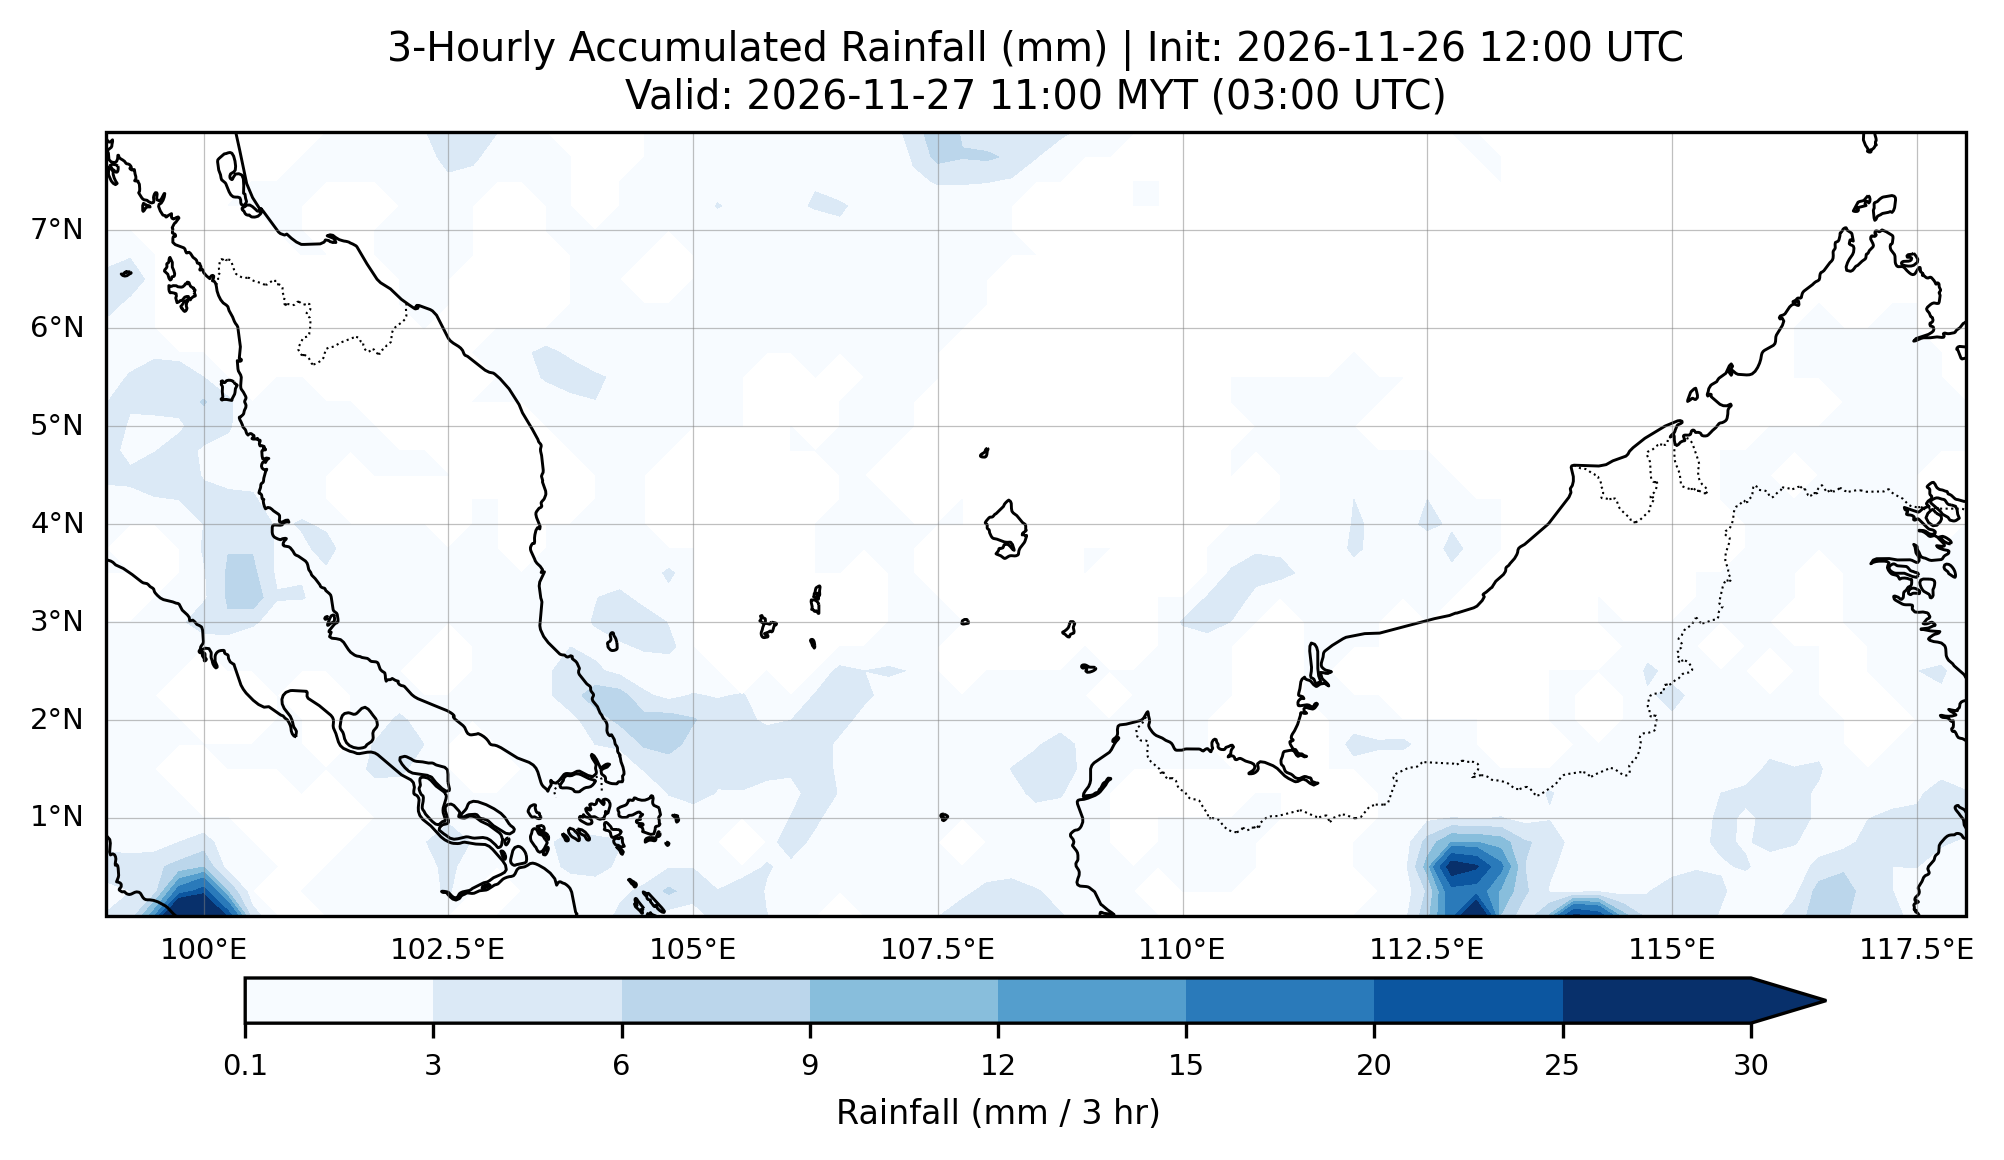 3-Hourly Accumulated Rainfall (mm) | Init: 2026-11-26 12:00 UTC
Valid: 2026-11-27 11:00 MYT (03:00 UTC)
7°N
6°N
5°N
4°N
3°N
2°N
1°N
100°E 102.5°E 105°E 107.5°E 110°E 112.5°E 115°E 117.5°E
0.1 3 6 9 12 15 20 25 30
Rainfall (mm / 3 hr)